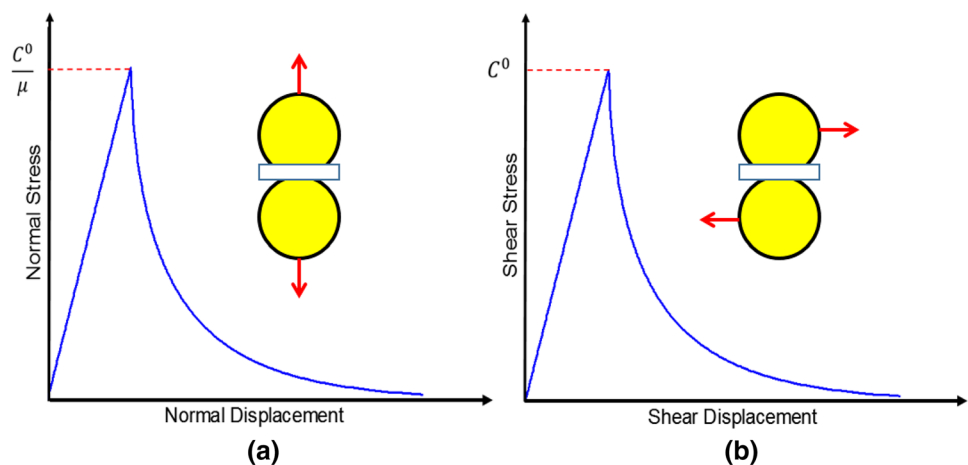 C⁰
μ
Normal Stress
Normal Displacement
(a)
C⁰
Shear Stress
Shear Displacement
(b)